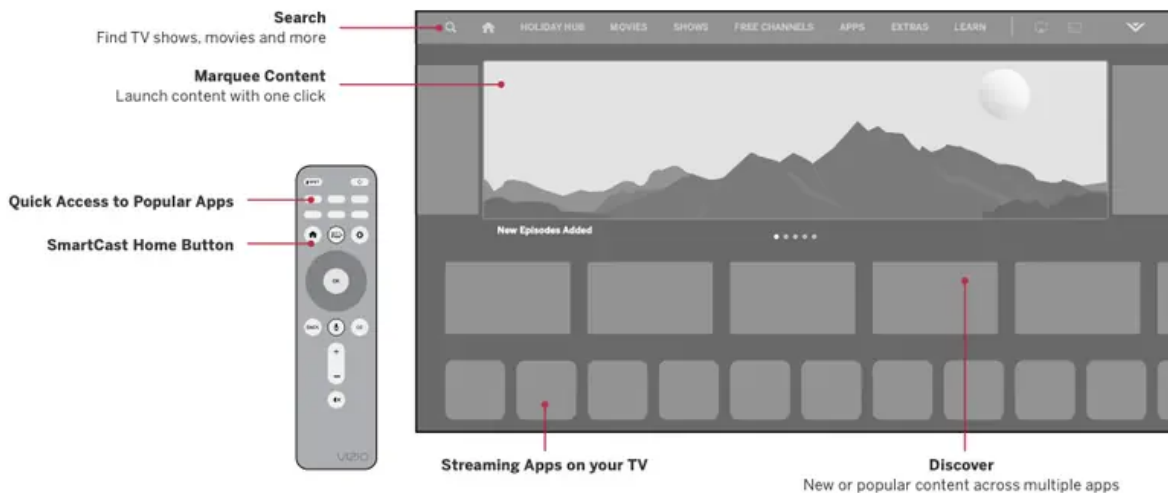 Search
Find TV shows, movies and more
HOLIDAY HUB MOVIES SHOWS FREE CHANNELS APPS EXTRAS LEARN
Marquee Content
Launch content with one click
New Episodes Added
Quick Access to Popular Apps
SmartCast Home Button
OK
BACK
CC
+
VIZIO
Streaming Apps on your TV
Discover
New or popular content across multiple apps